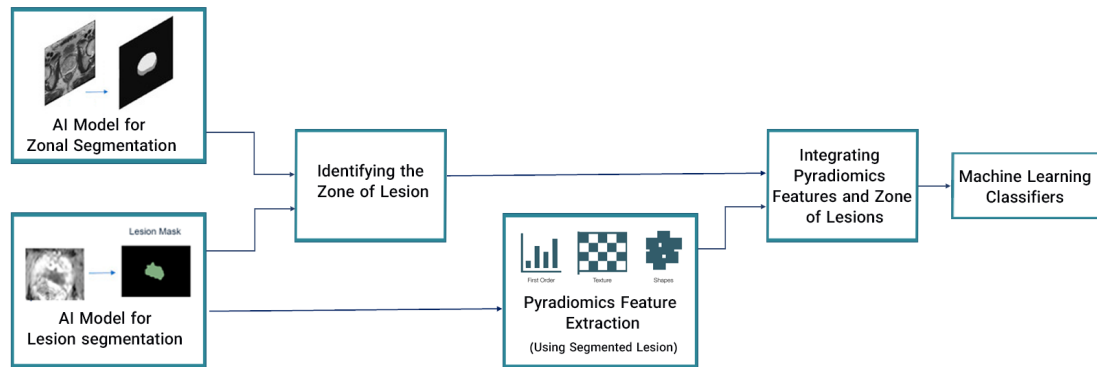 AI Model for
Zonal Segmentation
Identifying the
Zone of Lesion
Integrating
Pyradiomics
Features and Zone
of Lesions
Machine Learning
Classifiers
Lesion Mask
AI Model for
Lesion segmentation
First Order
Texture
Shapes
Pyradiomics Feature
Extraction
(Using Segmented Lesion)